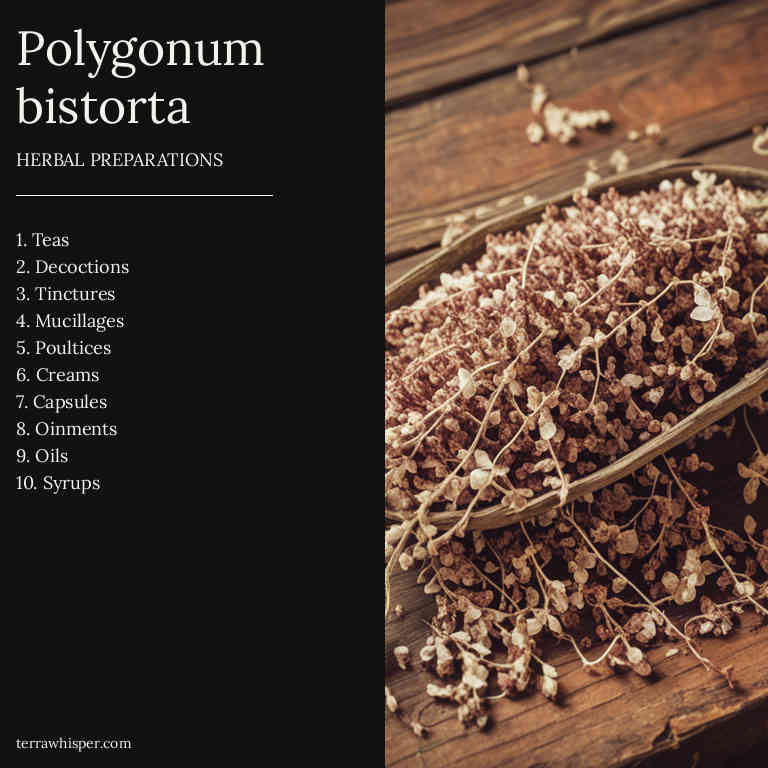 Polygonum
bistorta
HERBAL PREPARATIONS
1. Teas
2. Decoctions
3. Tinctures
4. Mucillages
5. Poultices
6. Creams
7. Capsules
8. Oinments
9. Oils
10. Syrups
terrawhisper.com